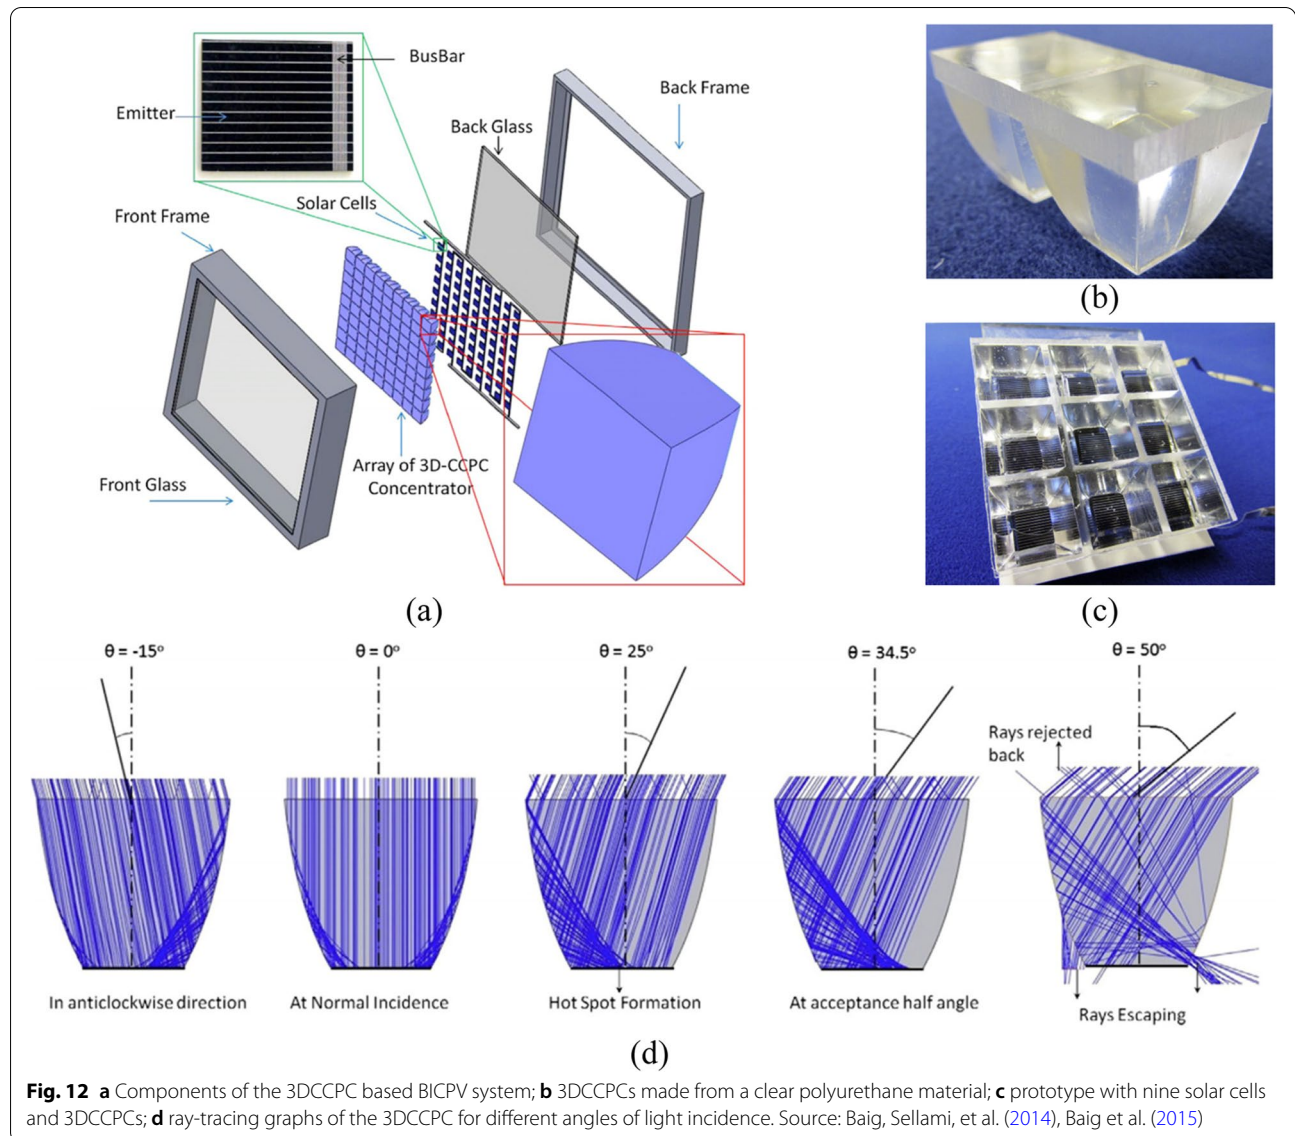 BusBar
Emitter
Back Frame
Back Glass
Solar Cells
Front Frame
Array of 3D-CCPC
Concentrator
Front Glass
(a)
(b)
(c)
θ = -15°
θ = 0°
θ = 25°
θ = 34.5°
θ = 50°
Rays rejected
back
In anticlockwise direction
At Normal Incidence
Hot Spot Formation
At acceptance half angle
Rays Escaping
(d)
Fig. 12 a Components of the 3DCCPC based BICPV system; b 3DCCPCs made from a clear polyurethane material; c prototype with nine solar cells
and 3DCCPCs; d ray-tracing graphs of the 3DCCPC for different angles of light incidence. Source: Baig, Sellami, et al. (2014), Baig et al. (2015)